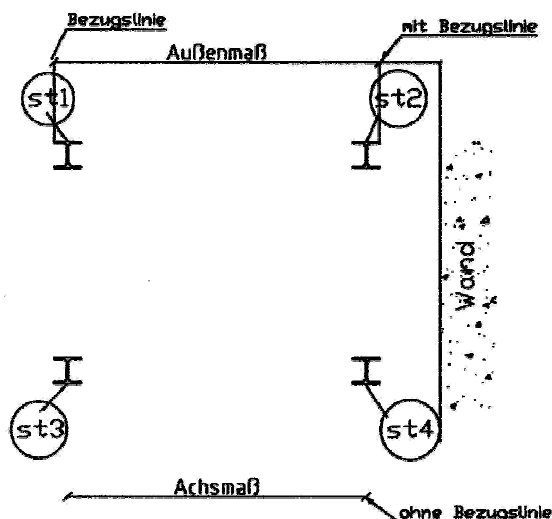 Bezugslinie
mit Bezugslinie
Außenmaß
st1
st2
Wand
st3
st4
Achsmaß
ohne Bezugslinie